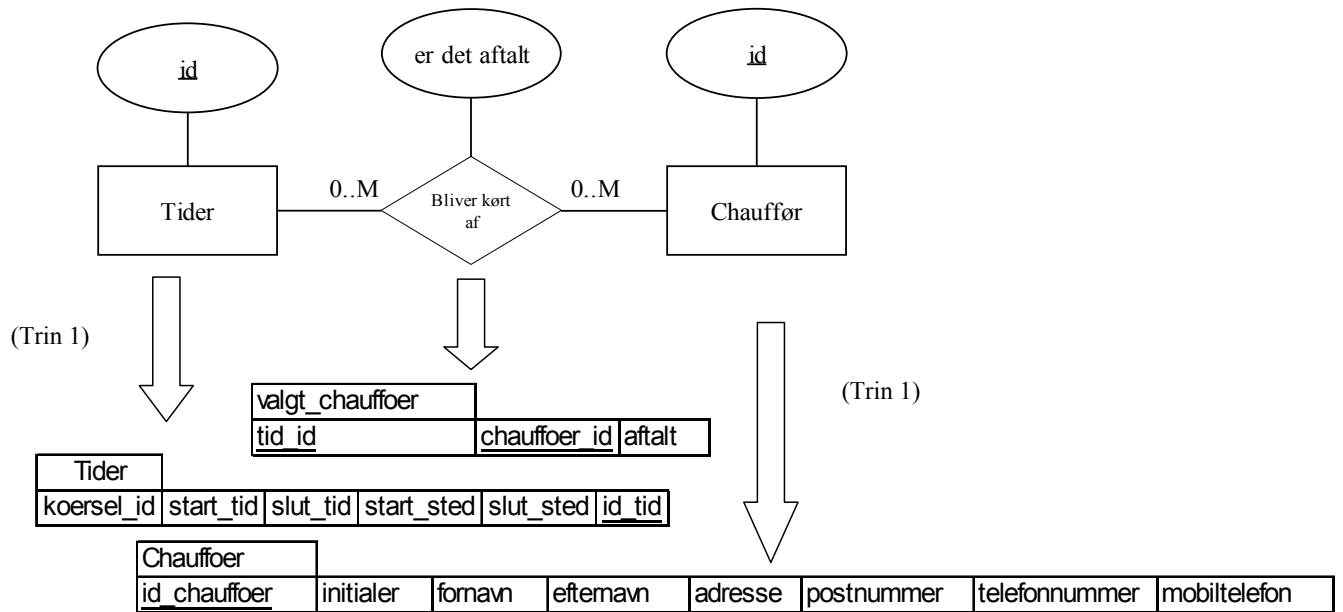 id
er det aftalt
id
0..M
0..M
Tider
Bliver kørt
af
Chauffør
(Trin 1)
(Trin 1)
valgt_chauffoer
tid_id chauffoer_id aftalt
Tider
koersel_id start_tid slut_tid start_sted slut_sted id_tid
Chauffoer
id_chauffoer initialer fornavn efternavn adresse postnummer telefonnummer mobiltelefon